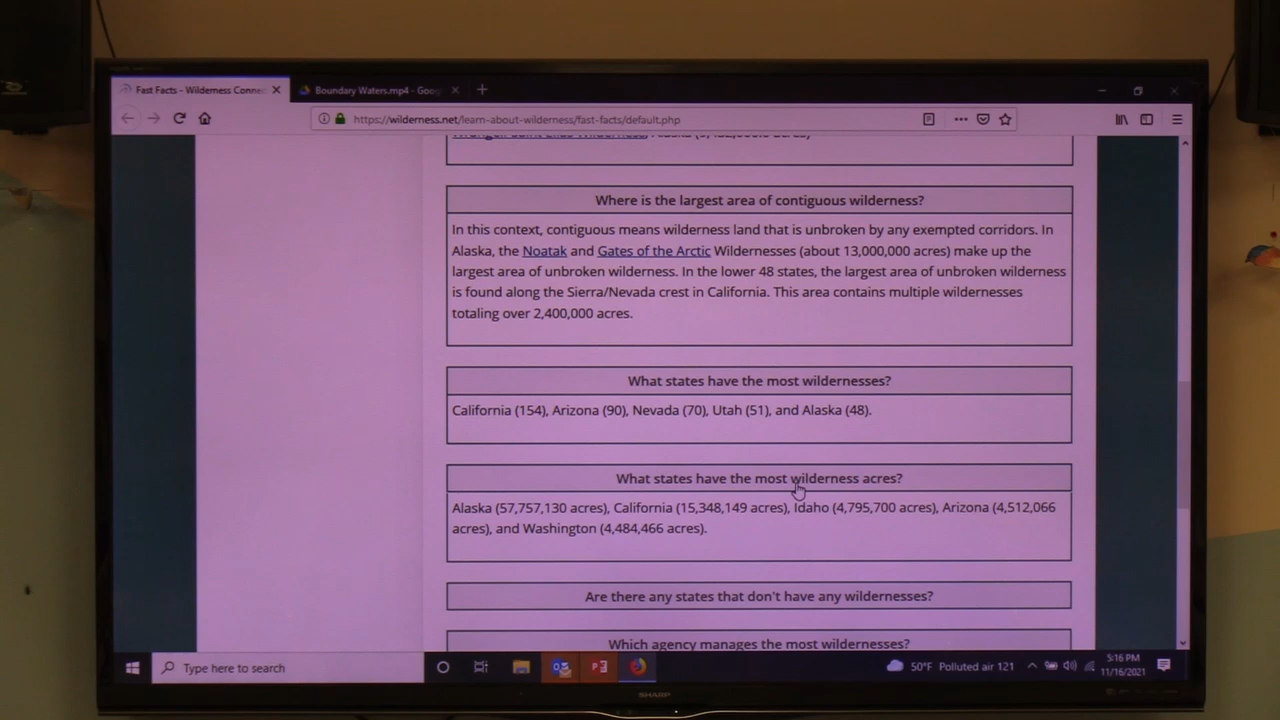 Fast Facts - Wilderness Connec
Boundary Waters.mp4 - Goog
https://wilderness.net/learn-about-wilderness/fast-facts/default.php
Where is the largest area of contiguous wilderness?
In this context, contiguous means wilderness land that is unbroken by any exempted corridors. In
Alaska, the Noatak and Gates of the Arctic Wildernesses (about 13,000,000 acres) make up the
largest area of unbroken wilderness. In the lower 48 states, the largest area of unbroken wilderness
is found along the Sierra/Nevada crest in California. This area contains multiple wildernesses
totaling over 2,400,000 acres.
What states have the most wildernesses?
California (154), Arizona (90), Nevada (70), Utah (51), and Alaska (48).
What states have the most wilderness acres?
Alaska (57,757,130 acres), California (15,348,149 acres), Idaho (4,795,700 acres), Arizona (4,512,066
acres), and Washington (4,484,466 acres).
Are there any states that don't have any wildernesses?
Which agency manages the most wildernesses?
Type here to search
50°F Polluted air 121
5:16 PM
11/16/2021
SHARP